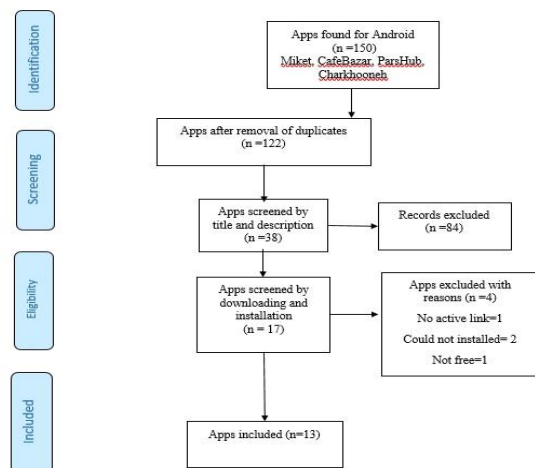 Identification
Apps found for Android
(n =150)
Miket, CafeBazar, ParsHub,
Charkhooneh
Apps after removal of duplicates
(n =122)
Screening
Apps screened by
title and description
(n =38)
Records excluded
(n =84)
Eligibility
Apps screened by
downloading and
installation
(n = 17)
Apps excluded with
reasons (n =4)
No active link=1
Could not installed= 2
Not free=1
Included
Apps included (n=13)